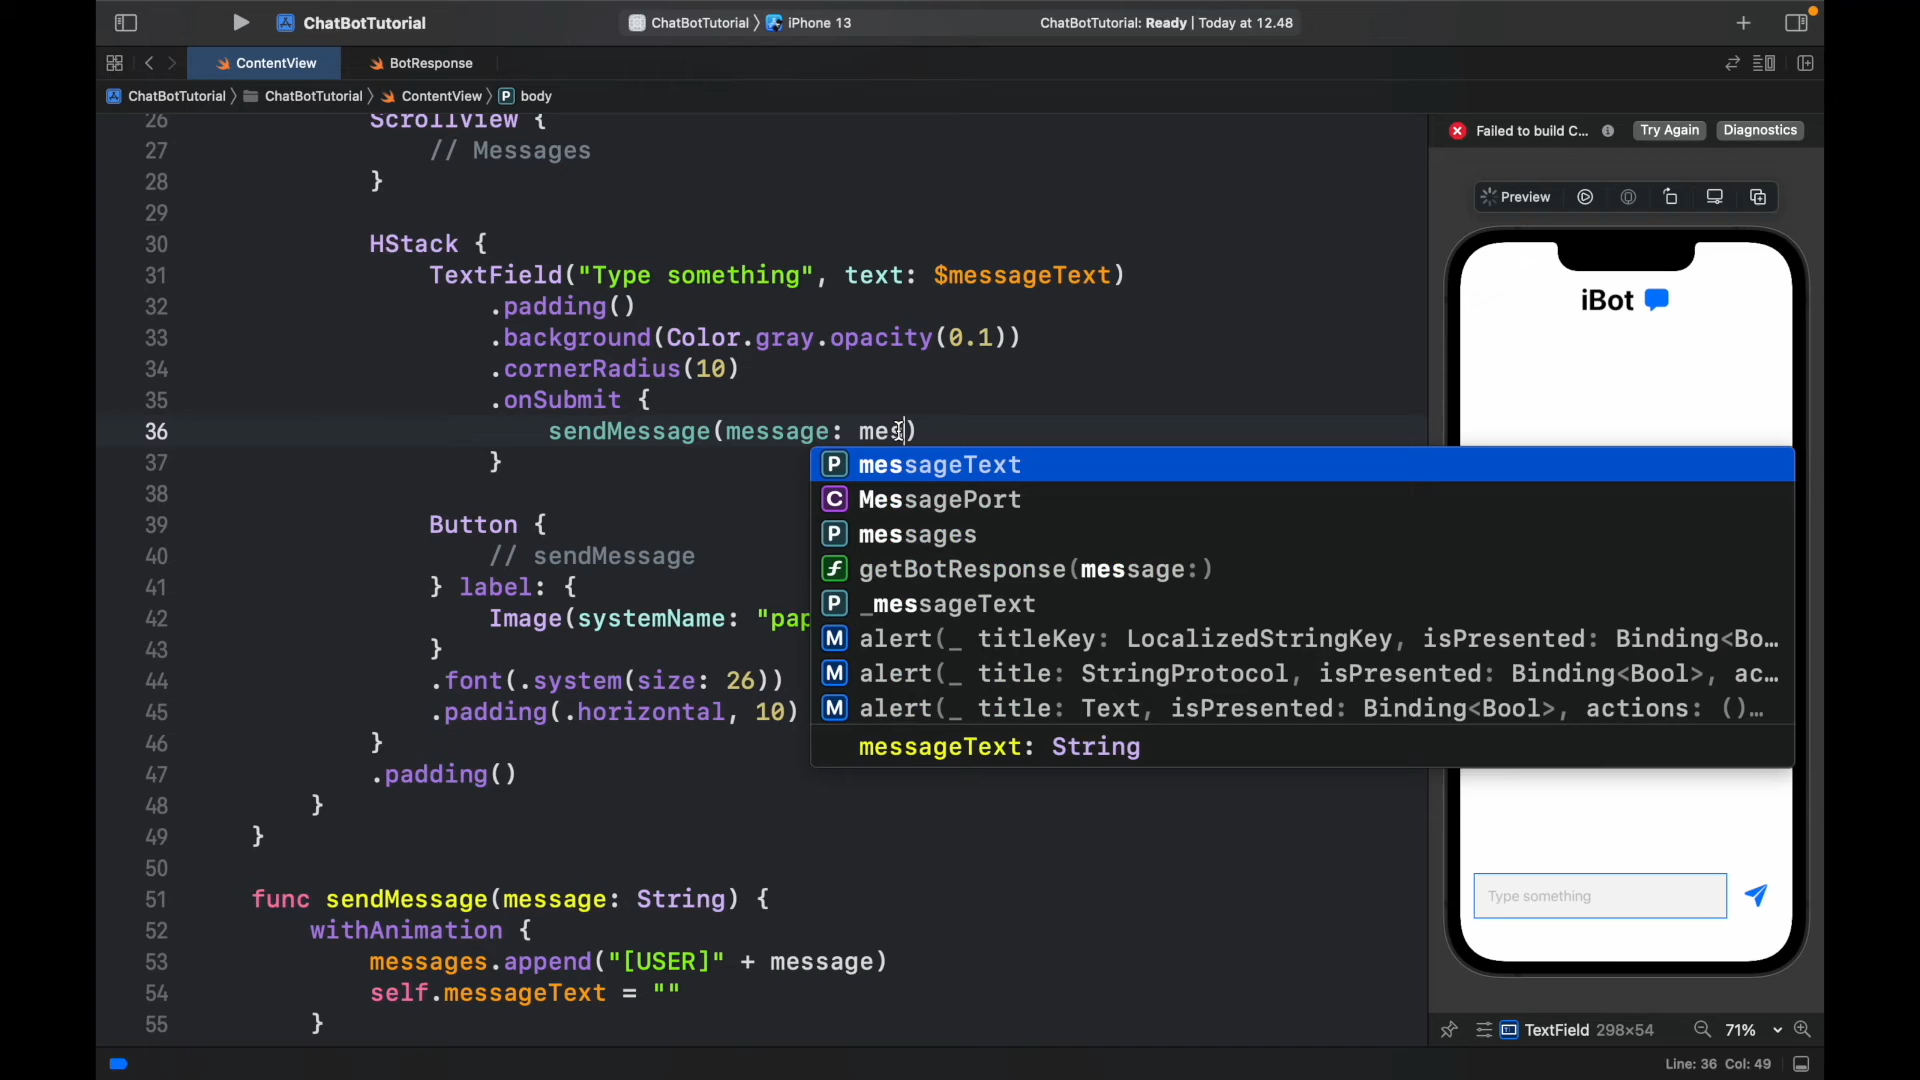 ChatBotTutorial
ChatBotTutorial 〉 iPhone 13
ChatBotTutorial: Ready | Today at 12.48
ContentView
BotResponse
ChatBotTutorial 〉 ChatBotTutorial 〉 ContentView 〉 P body
26 ScrollView {
27 // Messages
28 }
29
30 HStack {
31 TextField("Type something", text: $messageText)
32 .padding()
33 .background(Color.gray.opacity(0.1))
34 .cornerRadius(10)
35 .onSubmit {
36 sendMessage(message: mes)
37 }
38
39 Button {
40 // sendMessage
41 } label: {
42 Image(systemName: "pap
43 }
44 .font(.system(size: 26))
45 .padding(.horizontal, 10)
46 }
47 .padding()
48 }
49 }
50
51 func sendMessage(message: String) {
52 withAnimation {
53 messages.append("[USER]" + message)
54 self.messageText = ""
55 }
P messageText
C MessagePort
P messages
f getBotResponse(message:)
P _messageText
M alert(_ titleKey: LocalizedStringKey, isPresented: Binding<Bo…
M alert(_ title: StringProtocol, isPresented: Binding<Bool>, ac…
M alert(_ title: Text, isPresented: Binding<Bool>, actions: ()…
messageText: String
Failed to build C...
Try Again
Diagnostics
Preview
iBot
Type something
TextField 298×54
71%
Line: 36 Col: 49